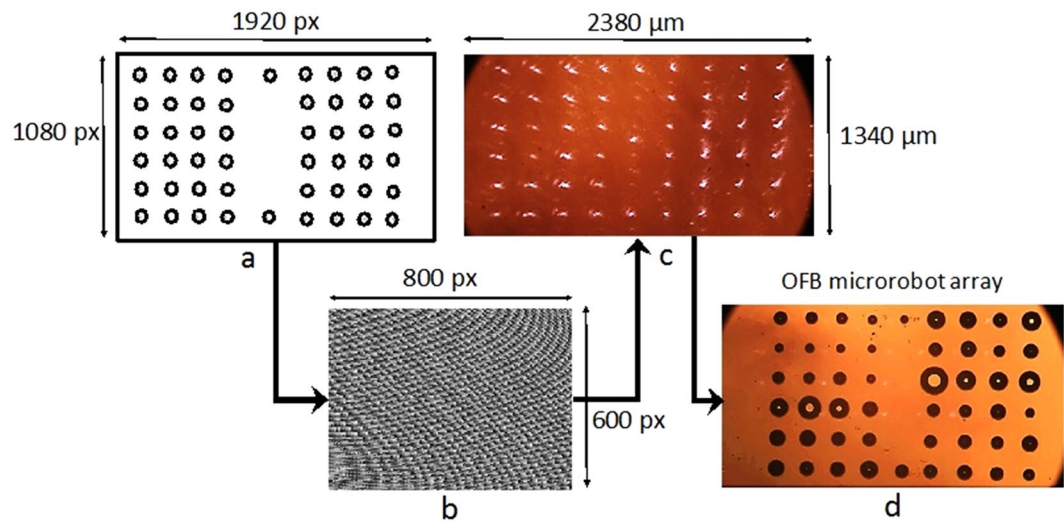 1920 px
2380 µm
1080 px
1340 µm
a
c
800 px
OFB microrobot array
600 px
b
d